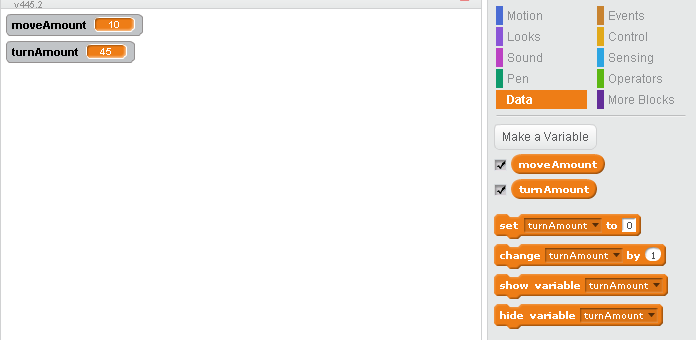 v445.2
moveAmount 10
turnAmount 45
Motion Events
Looks Control
Sound Sensing
Pen Operators
Data More Blocks
Make a Variable
moveAmount
turnAmount
set turnAmount to 0
change turnAmount by 1
show variable turnAmount
hide variable turnAmount